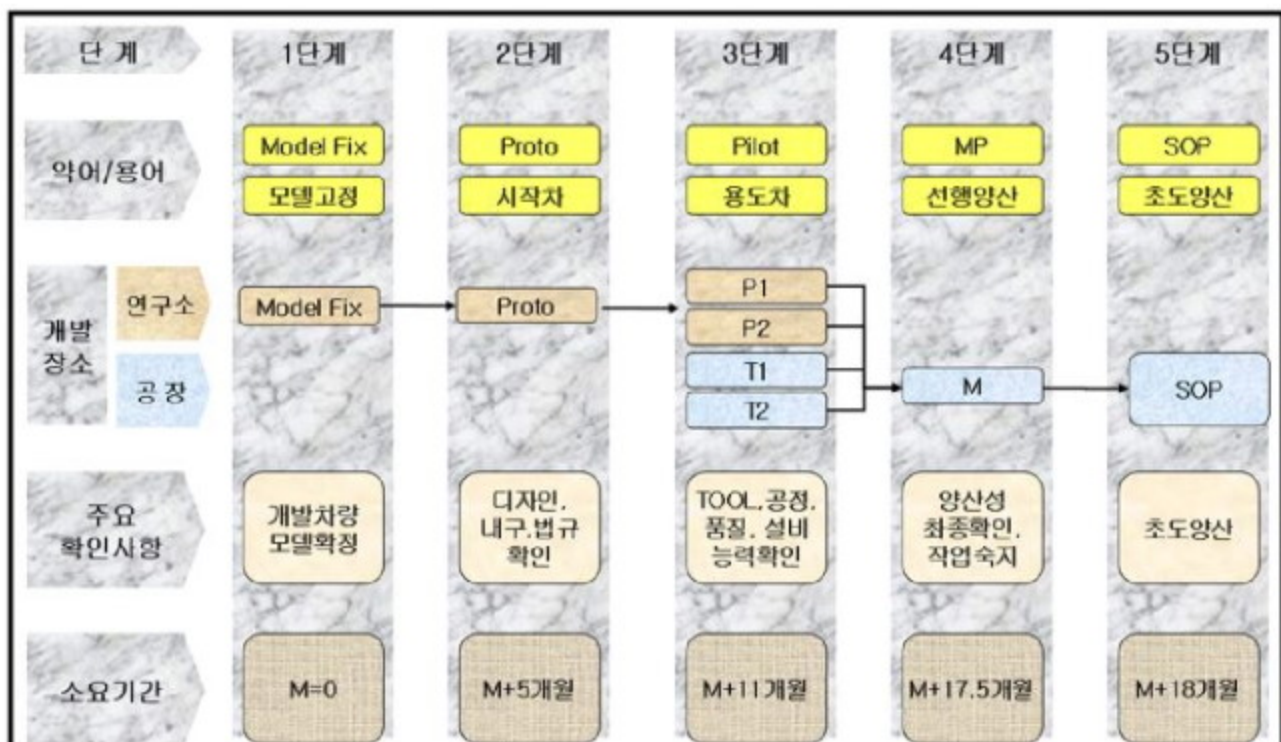 단 계
1단계
2단계
3단계
4단계
5단계
약어/용어
Model Fix
Proto
Pilot
MP
SOP
모델고정
시작차
용도차
선행양산
초도양산
개발
장소
연구소
공 장
Model Fix
Proto
P1
P2
T1
T2
M
SOP
주요
확인사항
개발차량
모델확정
디자인.
내구.법규
확인
TOOL.공정.
품질. 설비
능력확인
양산성
최종확인.
작업숙지
초도양산
소요기간
M=0
M+5개월
M+11개월
M+17.5개월
M+18개월